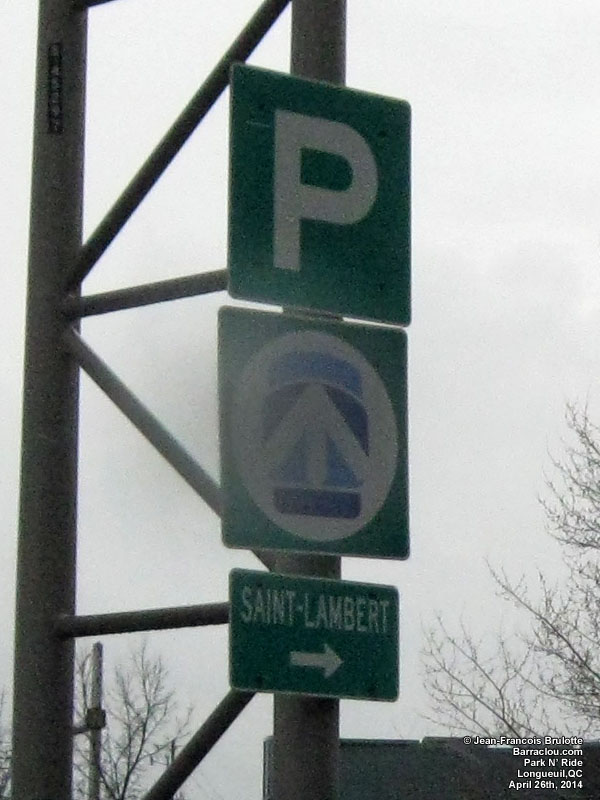 P
SAINT-LAMBERT
© Jean-Francois Brulotte
Barraclou.com
Park N' Ride
Longueuil,QC
April 26th, 2014